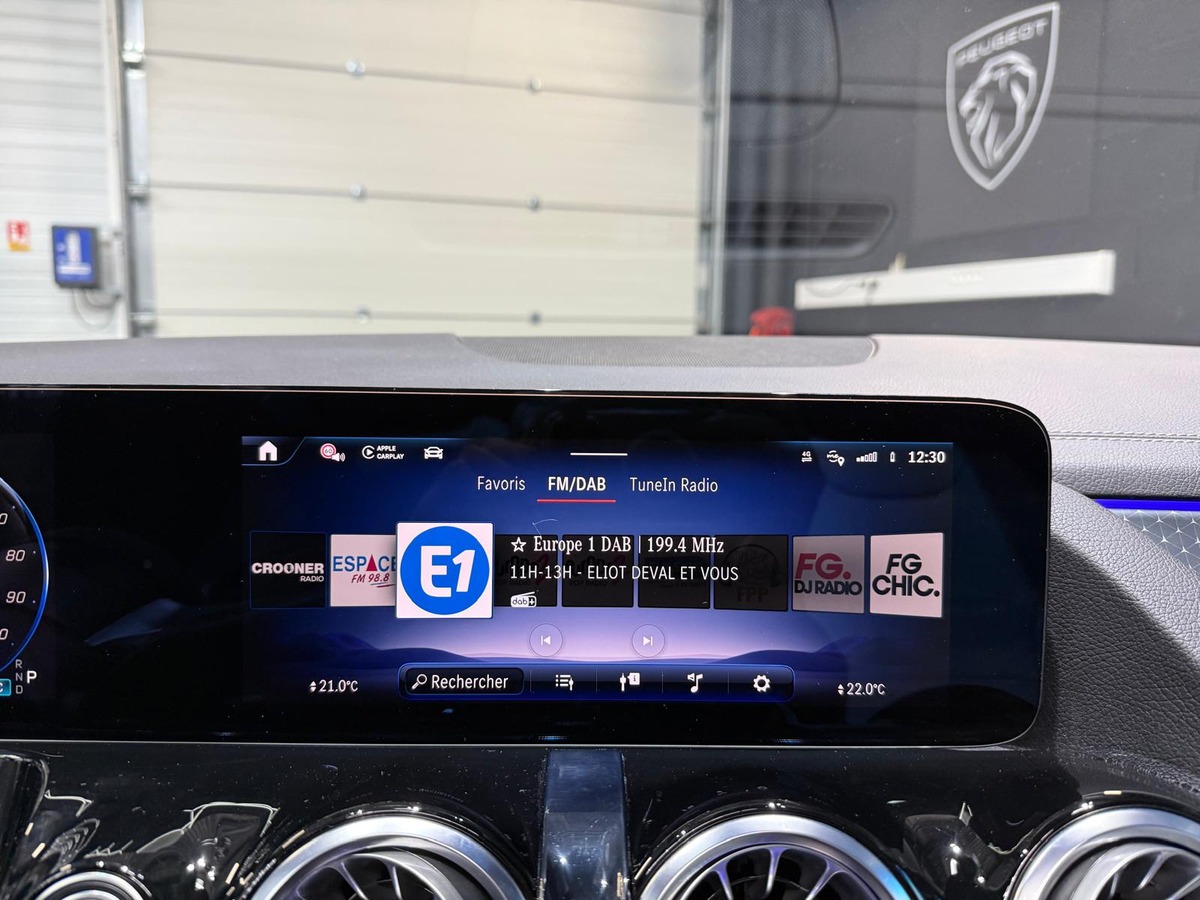 PEUGEOT
60
APPLE
CARPLAY
4G
12:30
Favoris
FM/DAB
TuneIn Radio
CROONER
RADIO
ESPACE
FM 98.8
E1
☆ Europe 1 DAB | 199.4 MHz
11H-13H - ELIOT DEVAL ET VOUS
dab+
FPP
FG.
DJ RADIO
FG
CHIC.
80
90
R
N
D
P
21.0°C
Rechercher
22.0°C